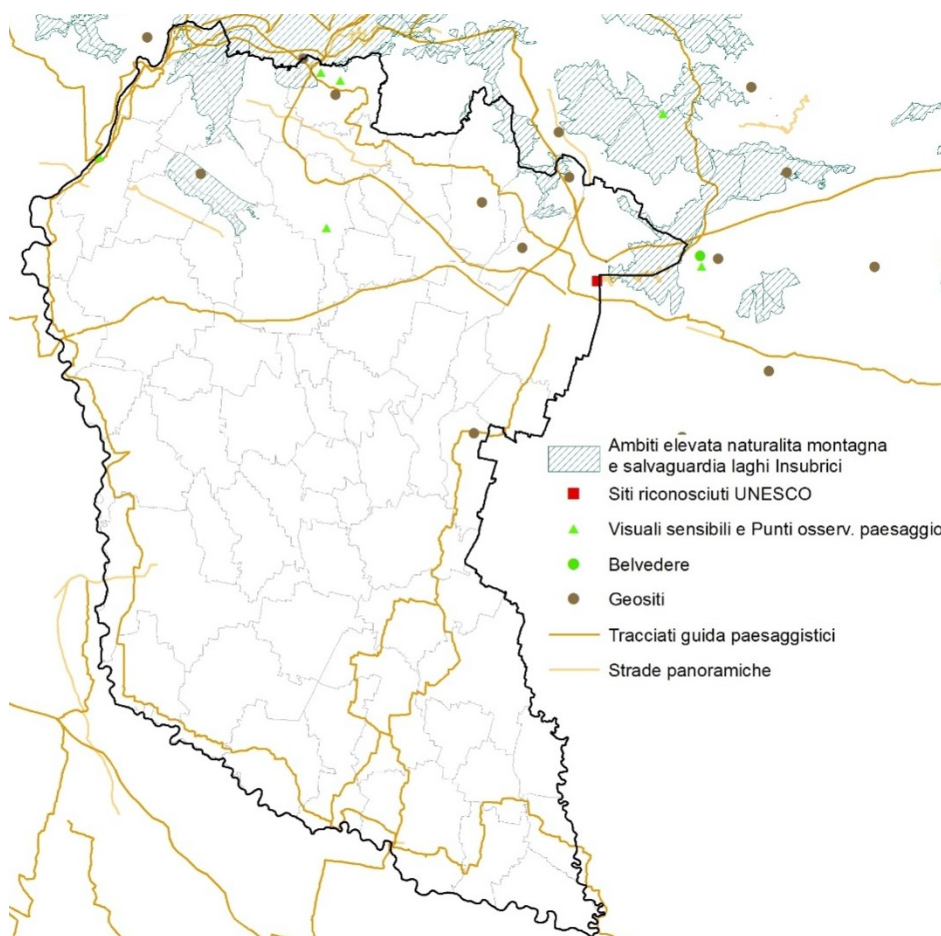 Ambiti elevata naturalita montagna
e salvaguardia laghi Insubrici
Siti riconosciuti UNESCO
Visuali sensibili e Punti osserv. paesaggio
Belvedere
Geositi
Tracciati guida paesaggistici
Strade panoramiche